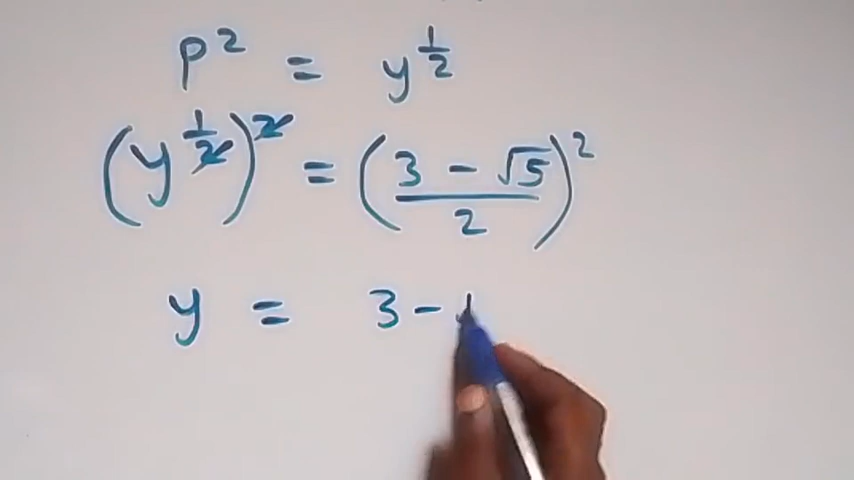 P² = y^(1/2)
(y^(1/2))² = ((3 - √5)/2)²
y = 3 -